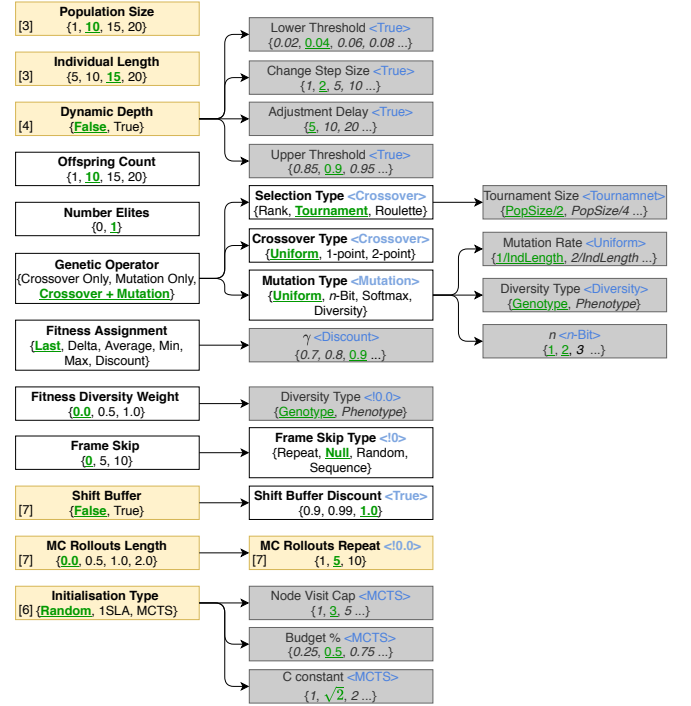 Population Size
[3] {1, 10, 15, 20}
Individual Length
[3] {5, 10, 15, 20}
Dynamic Depth
[4] {False, True}
Lower Threshold <True>
{0.02, 0.04, 0.06, 0.08 ...}
Change Step Size <True>
{1, 2, 5, 10 ...}
Adjustment Delay <True>
{5, 10, 20 ...}
Upper Threshold <True>
{0.85, 0.9, 0.95 ...}
Offspring Count
{1, 10, 15, 20}
Number Elites
{0, 1}
Genetic Operator
{Crossover Only, Mutation Only,
Crossover + Mutation}
Selection Type <Crossover>
{Rank, Tournament, Roulette}
Tournament Size <Tournamnet>
{PopSize/2, PopSize/4 ...}
Crossover Type <Crossover>
{Uniform, 1-point, 2-point}
Mutation Type <Mutation>
{Uniform, n-Bit, Softmax,
Diversity}
Mutation Rate <Uniform>
{1/IndLength, 2/IndLength ...}
Diversity Type <Diversity>
{Genotype, Phenotype}
n <n-Bit>
{1, 2, 3 ...}
Fitness Assignment
{Last, Delta, Average, Min,
Max, Discount}
γ <Discount>
{0.7, 0.8, 0.9 ...}
Fitness Diversity Weight
{0.0, 0.5, 1.0}
Diversity Type <!0.0>
{Genotype, Phenotype}
Frame Skip
{0, 5, 10}
Frame Skip Type <!0>
{Repeat, Null, Random,
Sequence}
Shift Buffer
[7] {False, True}
Shift Buffer Discount <True>
{0.9, 0.99, 1.0}
MC Rollouts Length
[7] {0.0, 0.5, 1.0, 2.0}
MC Rollouts Repeat <!0.0>
[7] {1, 5, 10}
Initialisation Type
[6] {Random, 1SLA, MCTS}
Node Visit Cap <MCTS>
{1, 3, 5 ...}
Budget % <MCTS>
{0.25, 0.5, 0.75 ...}
C constant <MCTS>
{1, √2, 2 ...}